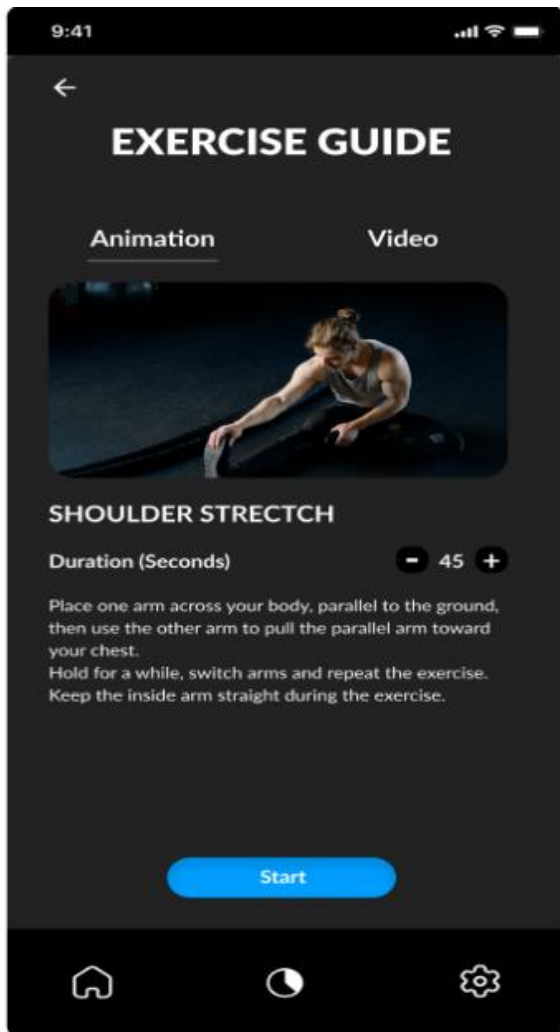 9:41
EXERCISE GUIDE
Animation Video
SHOULDER STRECTCH
Duration (Seconds) - 45 +
Place one arm across your body, parallel to the ground,
then use the other arm to pull the parallel arm toward
your chest.
Hold for a while, switch arms and repeat the exercise.
Keep the inside arm straight during the exercise.
Start